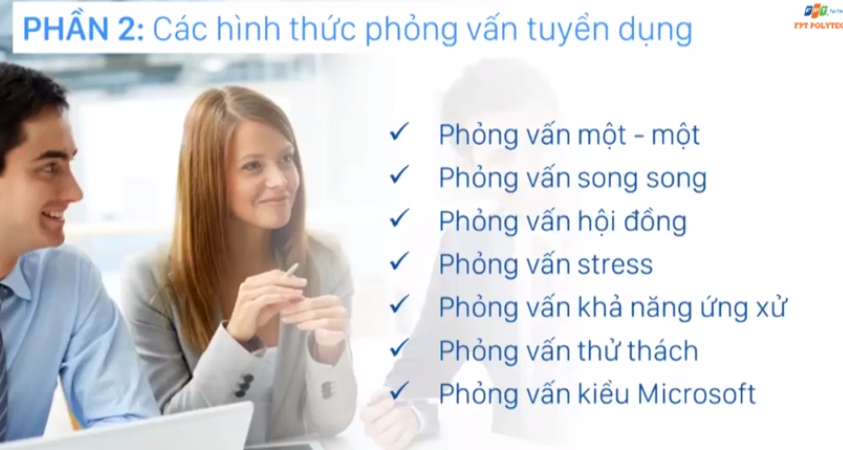 PHẦN 2: Các hình thức phỏng vấn tuyển dụng
FPT
FPT POLYTEC
✓ Phỏng vấn một - một
✓ Phỏng vấn song song
✓ Phỏng vấn hội đồng
✓ Phỏng vấn stress
✓ Phỏng vấn khả năng ứng xử
✓ Phỏng vấn thử thách
✓ Phỏng vấn kiểu Microsoft